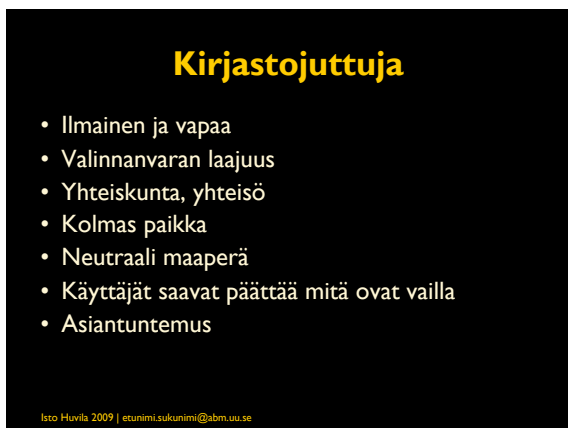 Kirjastojuttuja
• Ilmainen ja vapaa
• Valinnanvaran laajuus
• Yhteiskunta, yhteisö
• Kolmas paikka
• Neutraali maaperä
• Käyttäjät saavat päättää mitä ovat vailla
• Asiantuntemus
Isto Huvila 2009 | etunimi.sukunimi@abm.uu.se